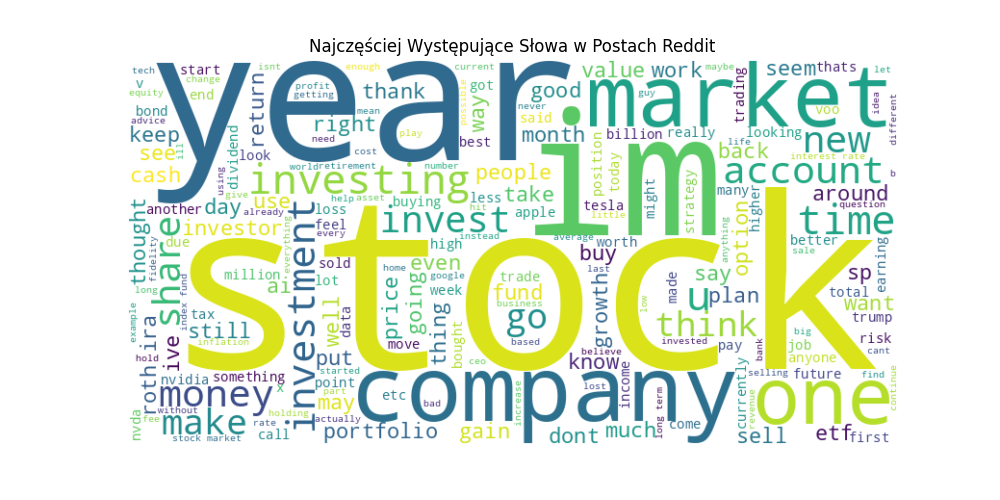 Najczęściej Występujące Słowa w Postach Reddit
year
stock
im
market
company
one
tech
v
equity
bond
advice
keep
see
cash
start
change
end
ill
due
using
look
dividend
give
return
isnt
profit
getting
need
right
thank
enough
mean
play
cost
current
possible
got
way
best
good
never
said
month
value
guy
work
maybe
billion
really
trading
seem
thats
looking
voo
let
idea
different
new
back
life
interest rate
account
many
b
question
around
time
thought
another
already
day
use
investor
investing
world
retirement
number
help
asset
loss
feel
every
buying
people
less
hit
take
apple
invest
instead
average
position
today
little
tesla
might
strategy
anything
higher
option
better
sale
earning
share
fidelity
long
example
ive
tax
still
index fund
inflation
million
ai
everything
investment
sold
lot
well
data
home
price
move
going
even
high
google
week
thing
bought
trade
fund
business
go
based
ceo
worth
buy
last
growth
know
believe
made
low
say
u
plan
think
invested
pay
bank
sp
total
want
trump
risk
cant
big
job
anyone
roth ira
hold
nvidia
something
x
money
without
make
nvda
fee
rate
holding
stock market
call
started
put
point
part
may
actually
portfolio
etc
bad
gain
increase
lost
income
dont
much
long term
come
currently
selling
revenue
sell
future
find
continue
etf
first